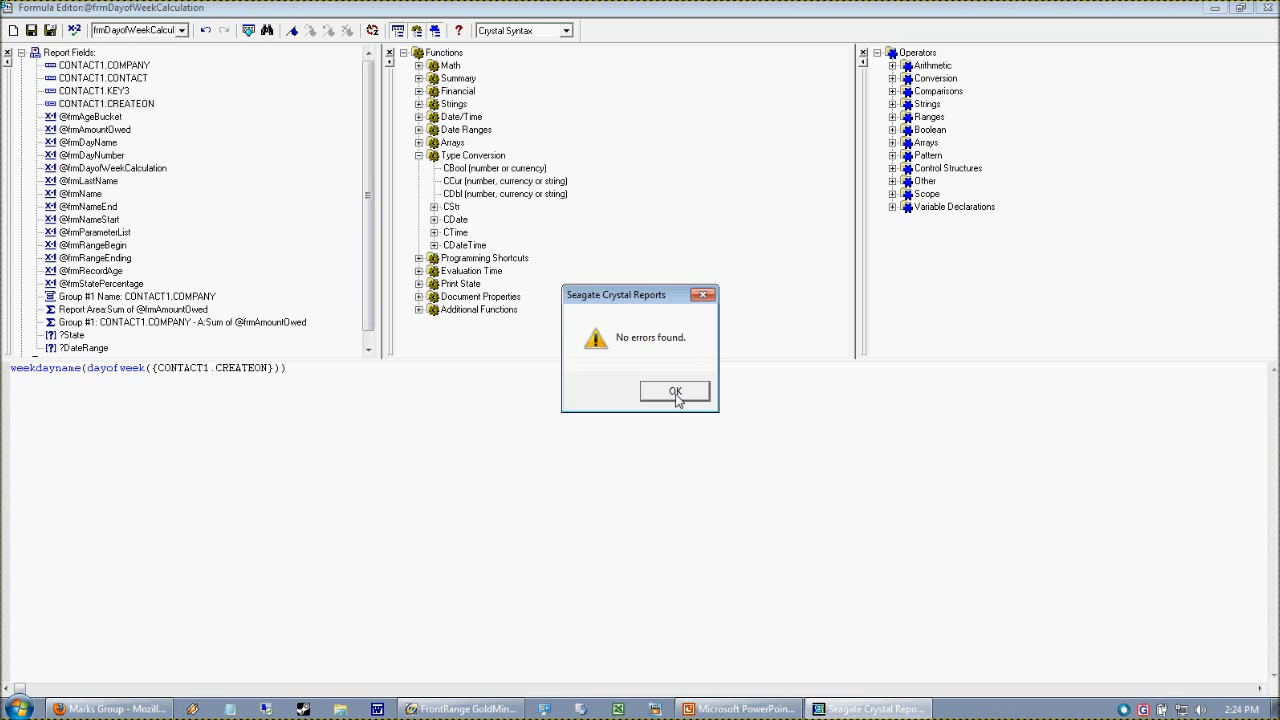 Formula Editor:@frmDayofWeekCalculation
frmDayofWeekCalcul
Crystal Syntax
Report Fields:
CONTACT1.COMPANY
CONTACT1.CONTACT
CONTACT1.KEY3
CONTACT1.CREATEON
@frmAgeBucket
@frmAmountOwed
@frmDayName
@frmDayNumber
@frmDayofWeekCalculation
@frmLastName
@frmName
@frmNameEnd
@frmNameStart
@frmParameterList
@frmRangeBegin
@frmRangeEnding
@frmRecordAge
@frmStatePercentage
Group #1 Name: CONTACT1.COMPANY
Report Area:Sum of @frmAmountOwed
Group #1: CONTACT1.COMPANY - A:Sum of @frmAmountOwed
?State
?DateRange
Functions
Math
Summary
Financial
Strings
Date/Time
Date Ranges
Arrays
Type Conversion
CBool (number or currency)
CCur (number, currency or string)
CDbl (number, currency or string)
CStr
CDate
CTime
CDateTime
Programming Shortcuts
Evaluation Time
Print State
Document Properties
Additional Functions
Operators
Arithmetic
Conversion
Comparisons
Strings
Ranges
Boolean
Arrays
Pattern
Control Structures
Other
Scope
Variable Declarations
Seagate Crystal Reports
No errors found.
OK
weekdayname(dayofweek({CONTACT1.CREATEON}))
Marks Group - Mozill...
FrontRange GoldMin...
Microsoft PowerPoin...
Seagate Crystal Repo...
2:24 PM